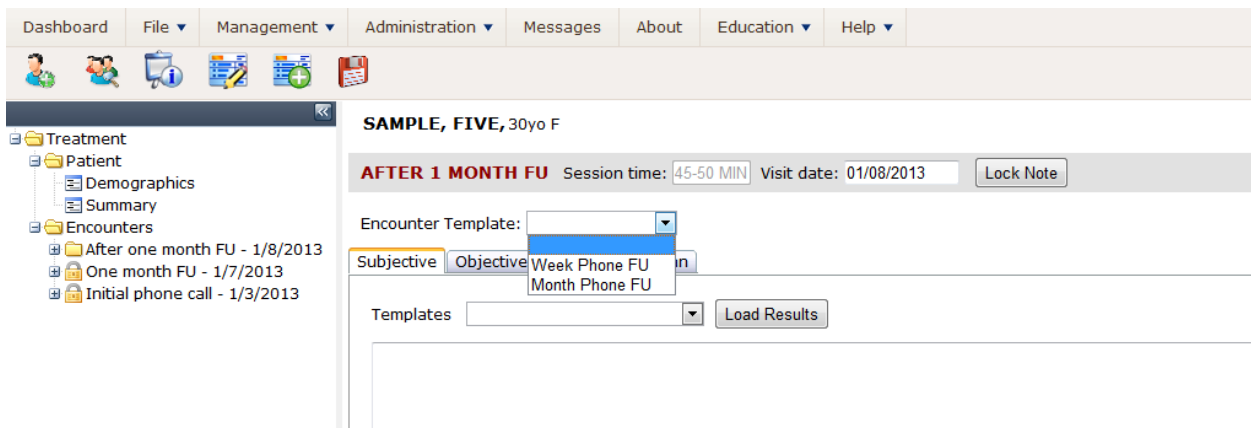 Dashboard File Management Administration Messages About Education Help
Treatment
Patient
Demographics
Summary
Encounters
After one month FU - 1/8/2013
One month FU - 1/7/2013
Initial phone call - 1/3/2013
SAMPLE, FIVE, 30yo F
AFTER 1 MONTH FU Session time: 45-50 MIN Visit date: 01/08/2013 Lock Note
Encounter Template:
Week Phone FU
Month Phone FU
Subjective Objective
Templates Load Results